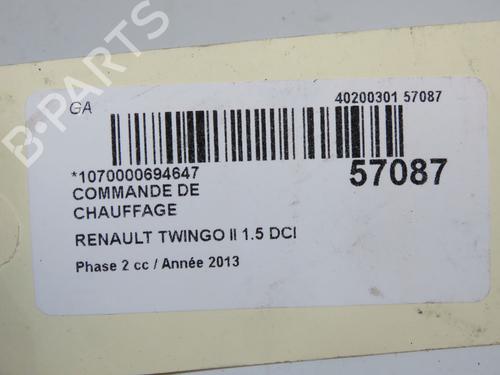 GA
40200301 57087
*1070000694647
57087
COMMANDE DE
CHAUFFAGE
RENAULT TWINGO II 1.5 DCI
Phase 2 cc / Année 2013
B-PARTS